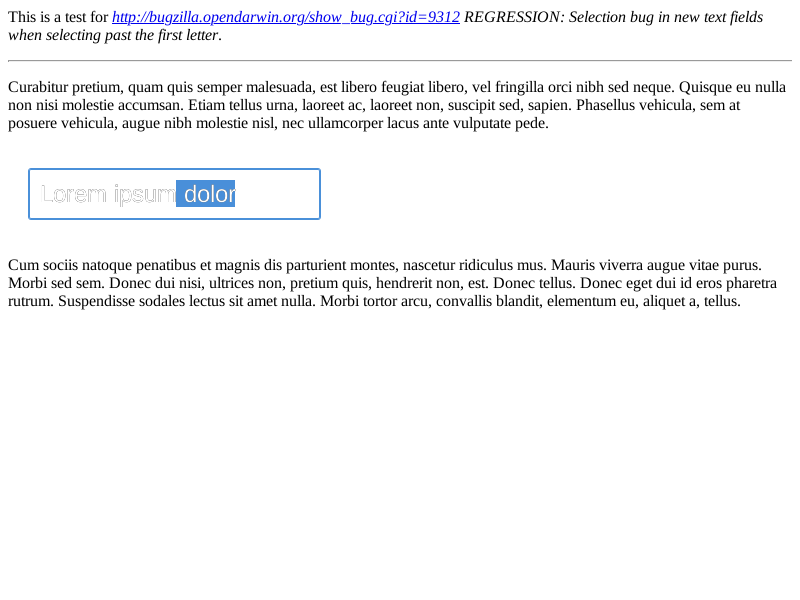 This is a test for http://bugzilla.opendarwin.org/show_bug.cgi?id=9312 REGRESSION: Selection bug in new text fields
when selecting past the first letter.
Curabitur pretium, quam quis semper malesuada, est libero feugiat libero, vel fringilla orci nibh sed neque. Quisque eu nulla
non nisi molestie accumsan. Etiam tellus urna, laoreet ac, laoreet non, suscipit sed, sapien. Phasellus vehicula, sem at
posuere vehicula, augue nibh molestie nisl, nec ullamcorper lacus ante vulputate pede.
Lorem ipsum dolor
Cum sociis natoque penatibus et magnis dis parturient montes, nascetur ridiculus mus. Mauris viverra augue vitae purus.
Morbi sed sem. Donec dui nisi, ultrices non, pretium quis, hendrerit non, est. Donec tellus. Donec eget dui id eros pharetra
rutrum. Suspendisse sodales lectus sit amet nulla. Morbi tortor arcu, convallis blandit, elementum eu, aliquet a, tellus.